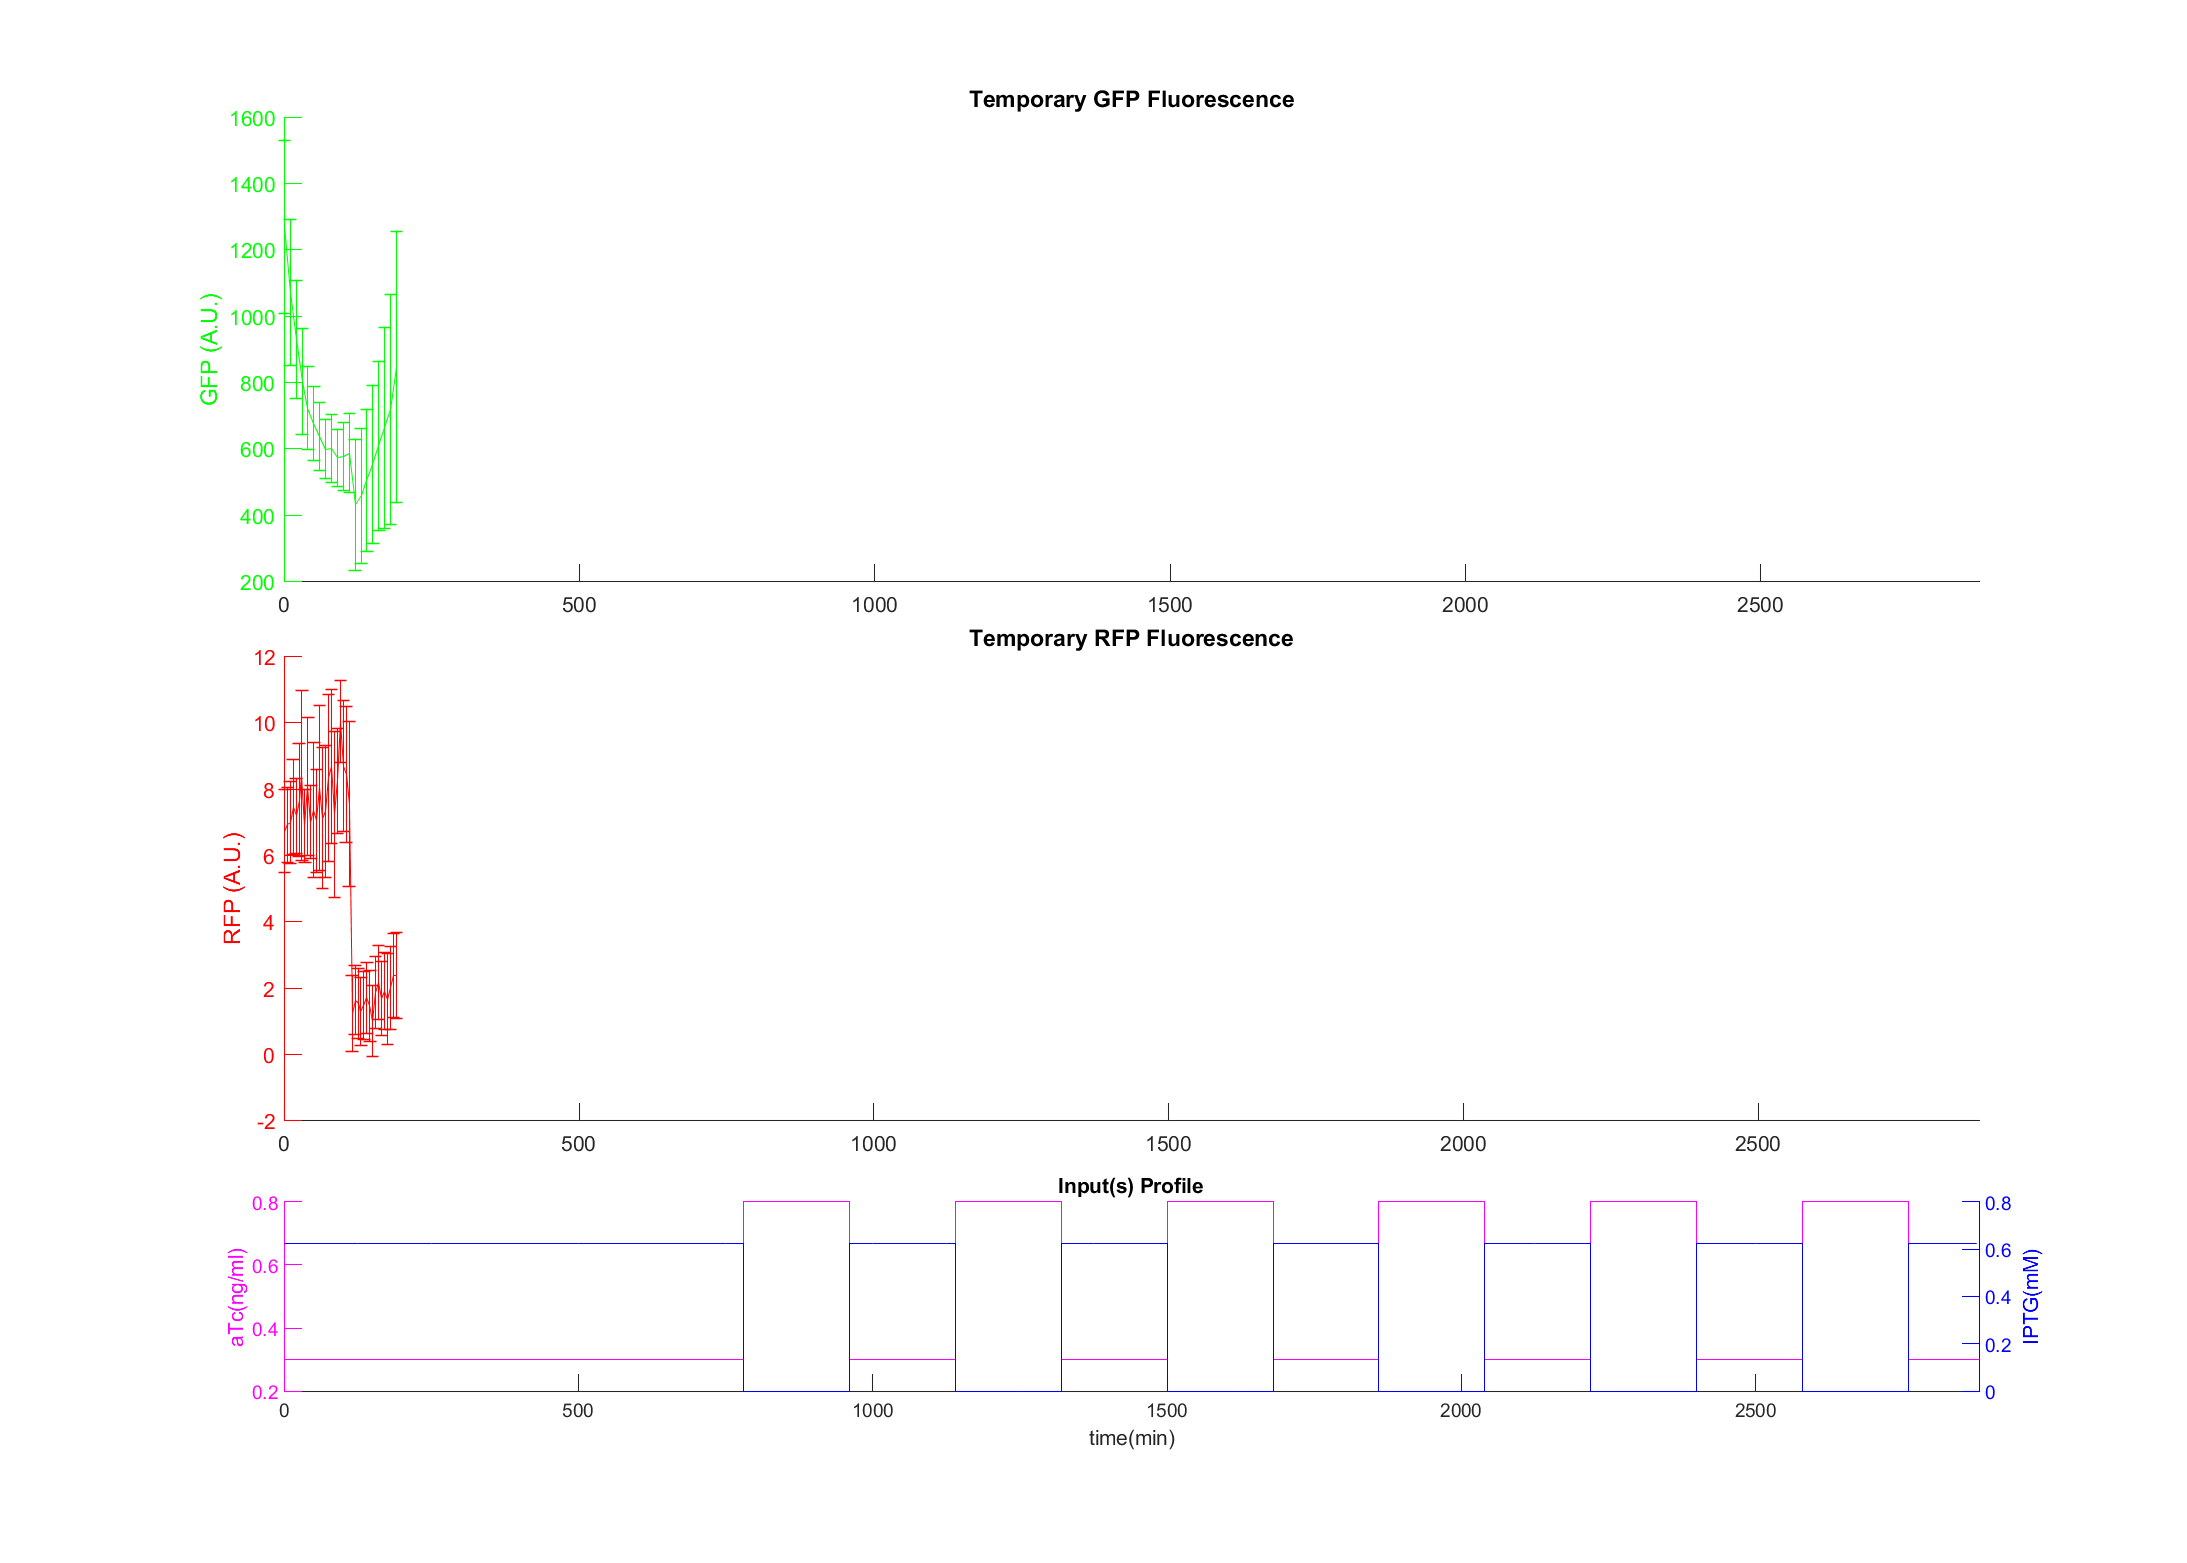 Temporary GFP Fluorescence
1600
1400
1200
1000
800
600
400
200
GFP (A.U.)
0 500 1000 1500 2000 2500
Temporary RFP Fluorescence
12
10
8
6
4
2
0
-2
RFP (A.U.)
0 500 1000 1500 2000 2500
Input(s) Profile
0.8
0.6
0.4
0.2
aTc(ng/ml)
0.8
0.6
0.4
0.2
0
IPTG(mM)
0 500 1000 1500 2000 2500
time(min)